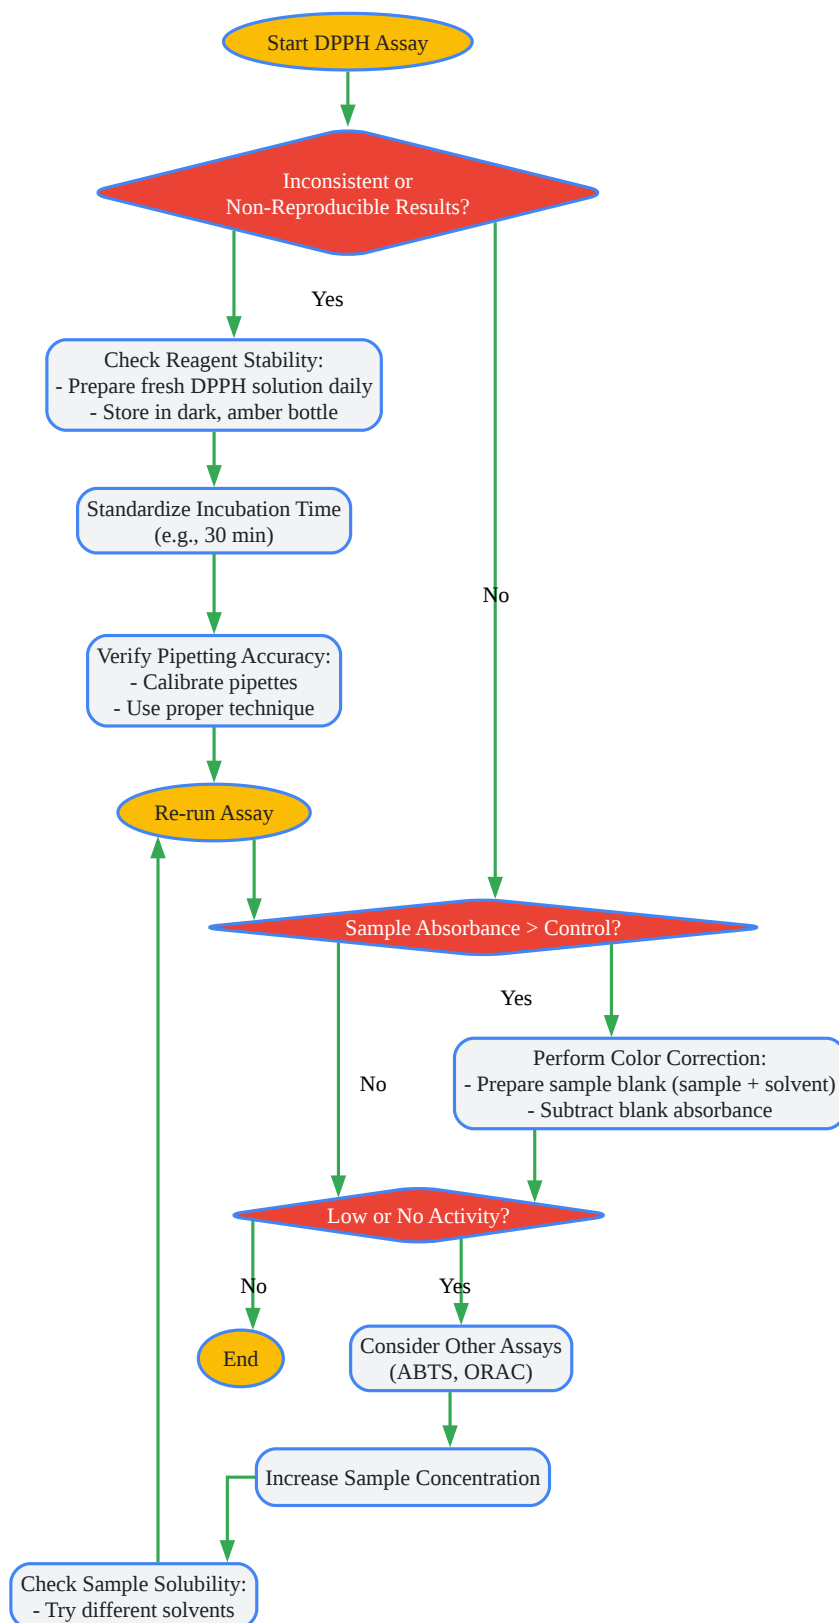 Start DPPH Assay
Inconsistent or
Non-Reproducible Results?
Yes
Check Reagent Stability:
- Prepare fresh DPPH solution daily
- Store in dark, amber bottle
Standardize Incubation Time
(e.g., 30 min)
No
Verify Pipetting Accuracy:
- Calibrate pipettes
- Use proper technique
Re-run Assay
Sample Absorbance > Control?
Yes
Perform Color Correction:
- Prepare sample blank (sample + solvent)
- Subtract blank absorbance
No
Low or No Activity?
No
Yes
End
Consider Other Assays
(ABTS, ORAC)
Increase Sample Concentration
Check Sample Solubility:
- Try different solvents